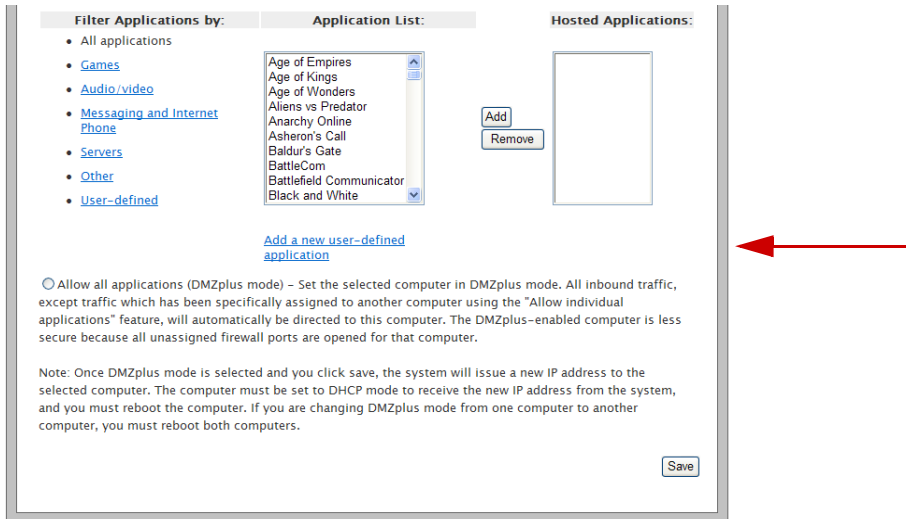 Filter Applications by:
Application List:
Hosted Applications:
All applications
Games
Audio/video
Messaging and Internet
Phone
Servers
Other
User-defined
Age of Empires
Age of Kings
Age of Wonders
Aliens vs Predator
Anarchy Online
Asheron's Call
Baldur's Gate
BattleCom
Battlefield Communicator
Black and White
Add
Remove
Add a new user-defined
application
Allow all applications (DMZplus mode) - Set the selected computer in DMZplus mode. All inbound traffic,
except traffic which has been specifically assigned to another computer using the "Allow individual
applications" feature, will automatically be directed to this computer. The DMZplus-enabled computer is less
secure because all unassigned firewall ports are opened for that computer.
Note: Once DMZplus mode is selected and you click save, the system will issue a new IP address to the
selected computer. The computer must be set to DHCP mode to receive the new IP address from the system,
and you must reboot the computer. If you are changing DMZplus mode from one computer to another
computer, you must reboot both computers.
Save